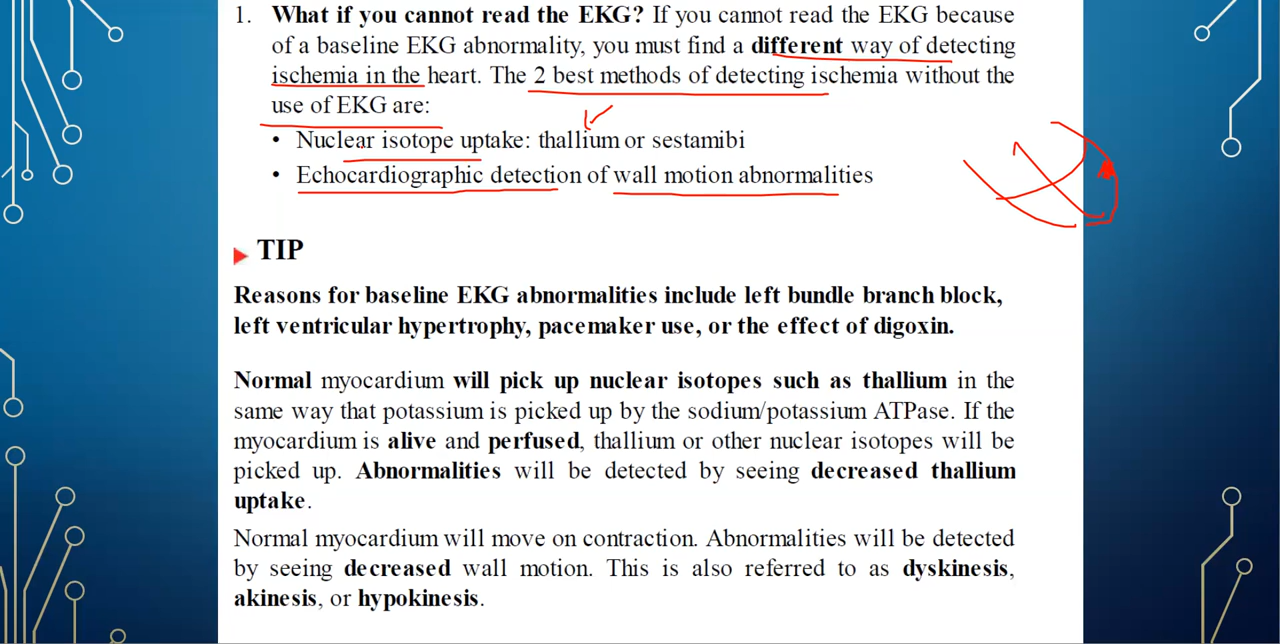 1. What if you cannot read the EKG? If you cannot read the EKG because
of a baseline EKG abnormality, you must find a different way of detecting
ischemia in the heart. The 2 best methods of detecting ischemia without the
use of EKG are:
• Nuclear isotope uptake: thallium or sestamibi
• Echocardiographic detection of wall motion abnormalities
TIP
Reasons for baseline EKG abnormalities include left bundle branch block,
left ventricular hypertrophy, pacemaker use, or the effect of digoxin.
Normal myocardium will pick up nuclear isotopes such as thallium in the
same way that potassium is picked up by the sodium/potassium ATPase. If the
myocardium is alive and perfused, thallium or other nuclear isotopes will be
picked up. Abnormalities will be detected by seeing decreased thallium
uptake.
Normal myocardium will move on contraction. Abnormalities will be detected
by seeing decreased wall motion. This is also referred to as dyskinesis,
akinesis, or hypokinesis.